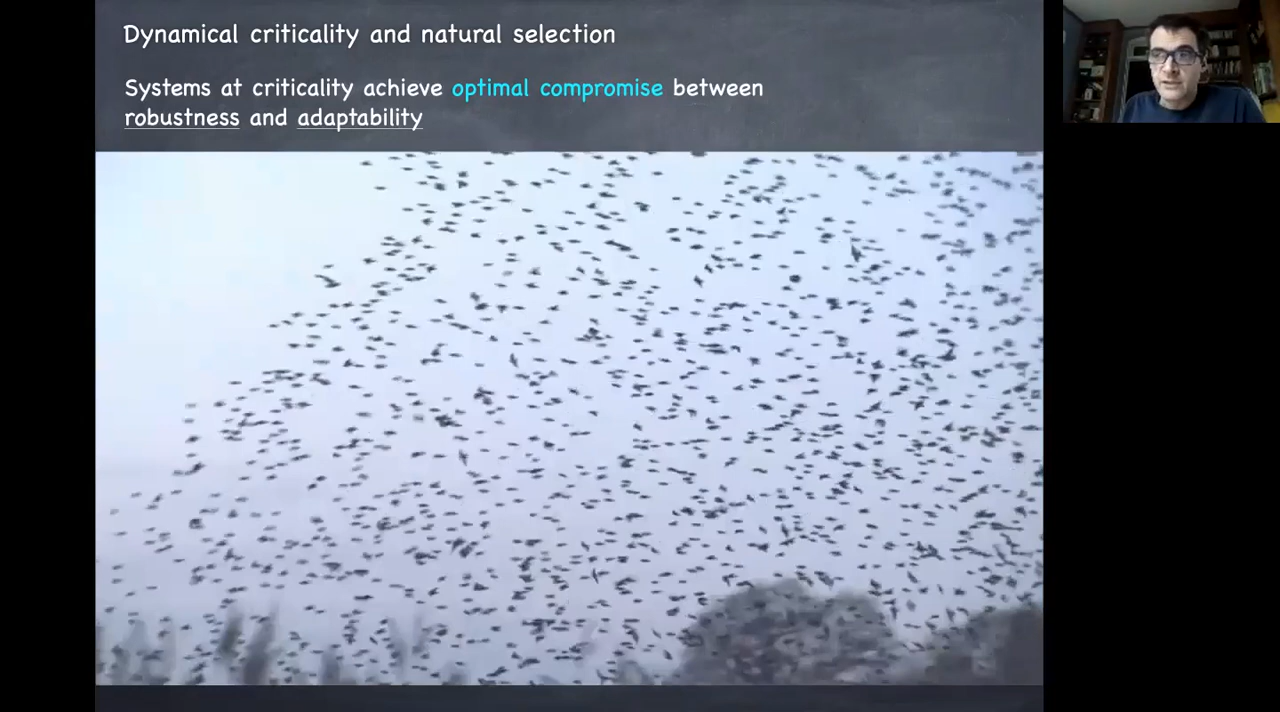 Dynamical criticality and natural selection
Systems at criticality achieve optimal compromise between
robustness and adaptability